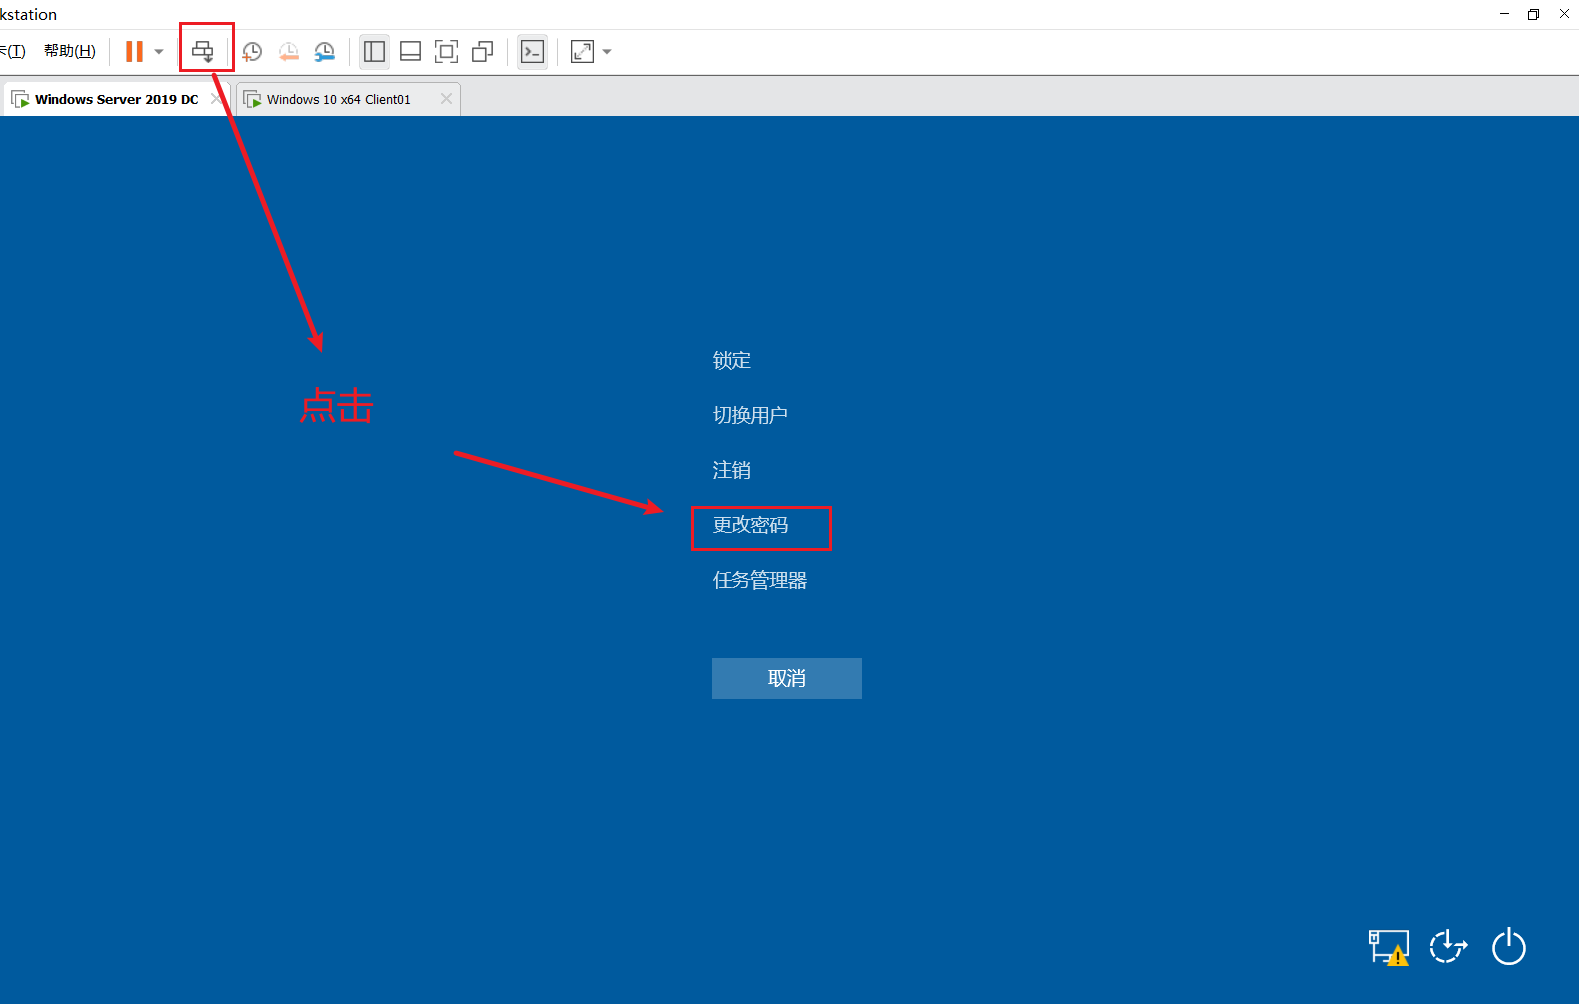 kstation
卡(T) 帮助(H)
Windows Server 2019 DC
Windows 10 x64 Client01
锁定
切换用户
点击
注销
更改密码
任务管理器
取消